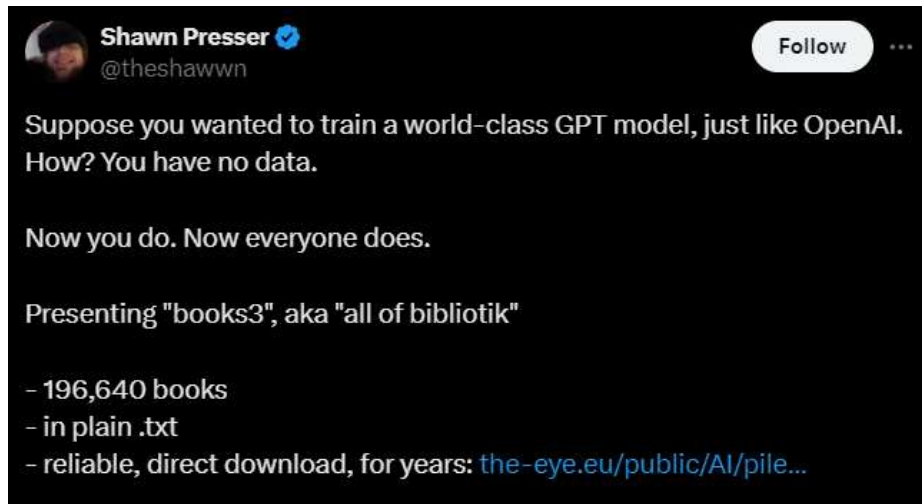 Shawn Presser
@theshawwn
Follow
Suppose you wanted to train a world-class GPT model, just like OpenAI.
How? You have no data.
Now you do. Now everyone does.
Presenting "books3", aka "all of bibliotik"
- 196,640 books
- in plain .txt
- reliable, direct download, for years: the-eye.eu/public/AI/pile...